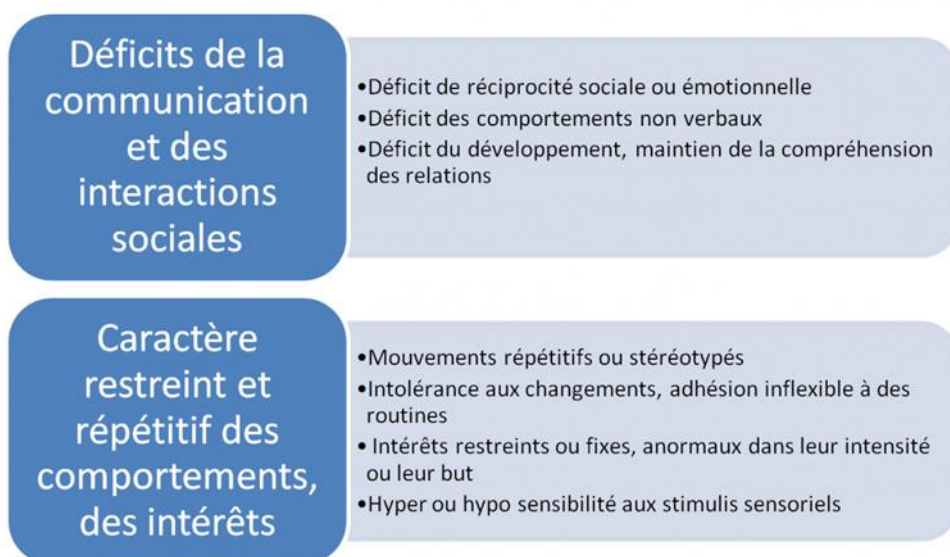 Déficits de la
communication
et des
interactions
sociales
•Déficit de réciprocité sociale ou émotionnelle
•Déficit des comportements non verbaux
•Déficit du développement, maintien de la compréhension
des relations
Caractère
restreint et
répétitif des
comportements,
des intérêts
•Mouvements répétitifs ou stéréotypés
•Intolérance aux changements, adhésion inflexible à des
routines
• Intérêts restreints ou fixes, anormaux dans leur intensité
ou leur but
•Hyper ou hypo sensibilité aux stimulis sensoriels